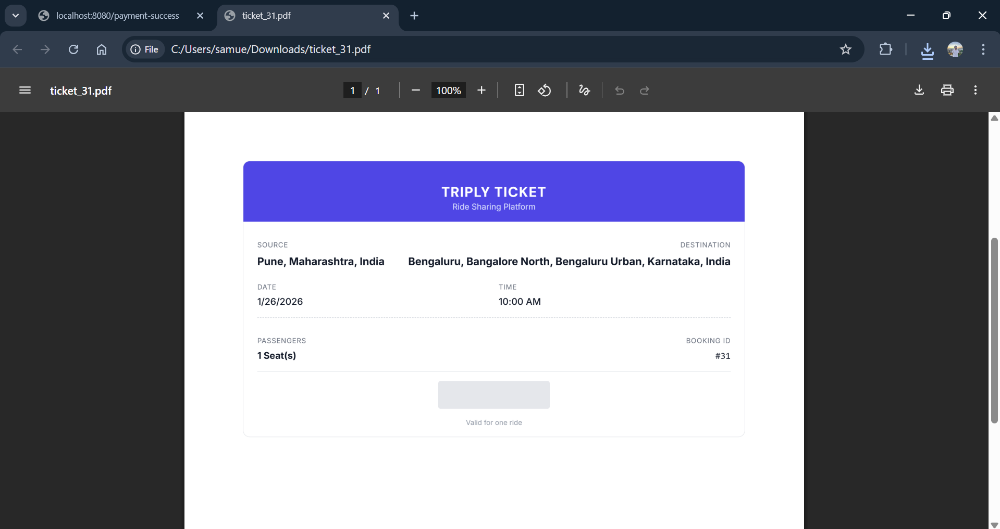 localhost:8080/payment-success
ticket_31.pdf
File
C:/Users/samue/Downloads/ticket_31.pdf
ticket_31.pdf
1 / 1
100%
TRIPLY TICKET
Ride Sharing Platform
SOURCE
DESTINATION
Pune, Maharashtra, India
Bengaluru, Bangalore North, Bengaluru Urban, Karnataka, India
DATE
TIME
1/26/2026
10:00 AM
PASSENGERS
BOOKING ID
1 Seat(s)
#31
Valid for one ride